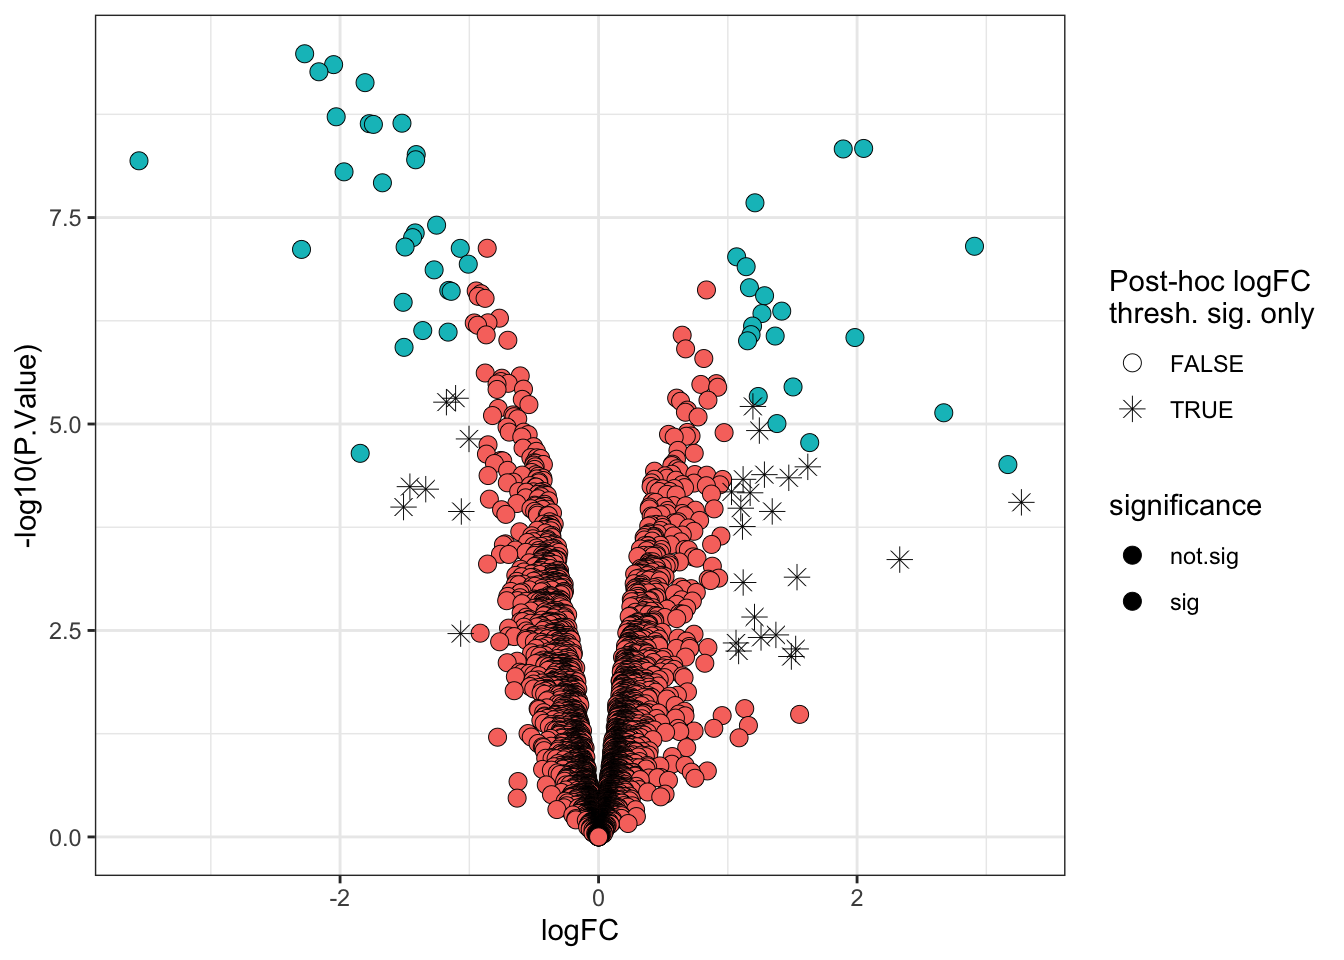 7.5
5.0
2.5
0.0
-log10(P.Value)
-2
0
2
logFC
Post-hoc logFC
thresh. sig. only
FALSE
TRUE
significance
not.sig
sig